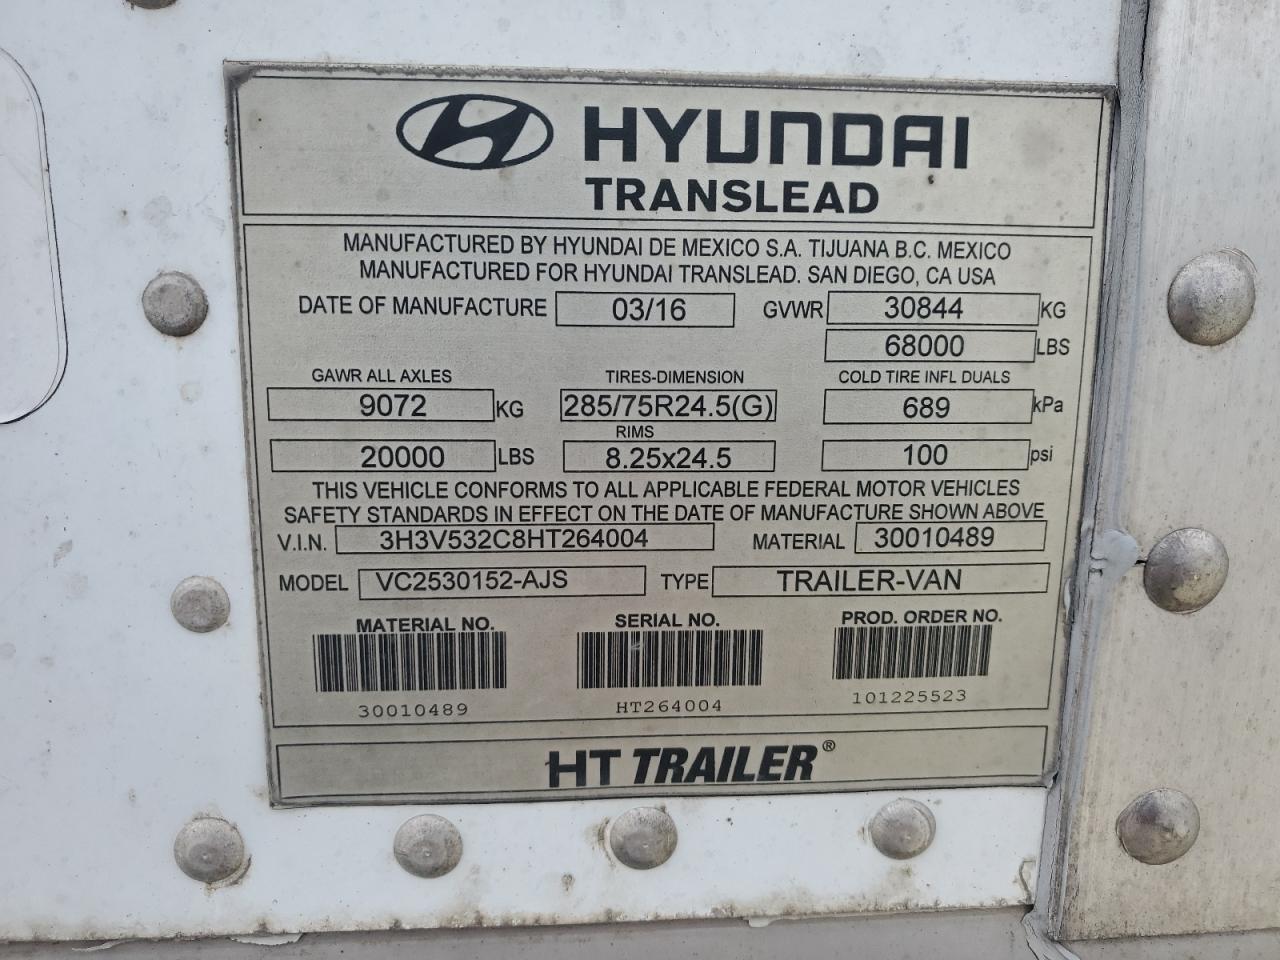 HYUNDAI
TRANSLEAD
MANUFACTURED BY HYUNDAI DE MEXICO S.A. TIJUANA B.C. MEXICO
MANUFACTURED FOR HYUNDAI TRANSLEAD. SAN DIEGO, CA USA
DATE OF MANUFACTURE 03/16 GVWR 30844 KG
68000 LBS
GAWR ALL AXLES TIRES-DIMENSION COLD TIRE INFL DUALS
9072 KG 285/75R24.5(G) 689 kPa
RIMS
20000 LBS 8.25x24.5 100 psi
THIS VEHICLE CONFORMS TO ALL APPLICABLE FEDERAL MOTOR VEHICLES
SAFETY STANDARDS IN EFFECT ON THE DATE OF MANUFACTURE SHOWN ABOVE
V.I.N. 3H3V532C8HT264004 MATERIAL 30010489
MODEL VC2530152-AJS TYPE TRAILER-VAN
MATERIAL NO. SERIAL NO. PROD. ORDER NO.
30010489 HT264004 101225523
HT TRAILER®